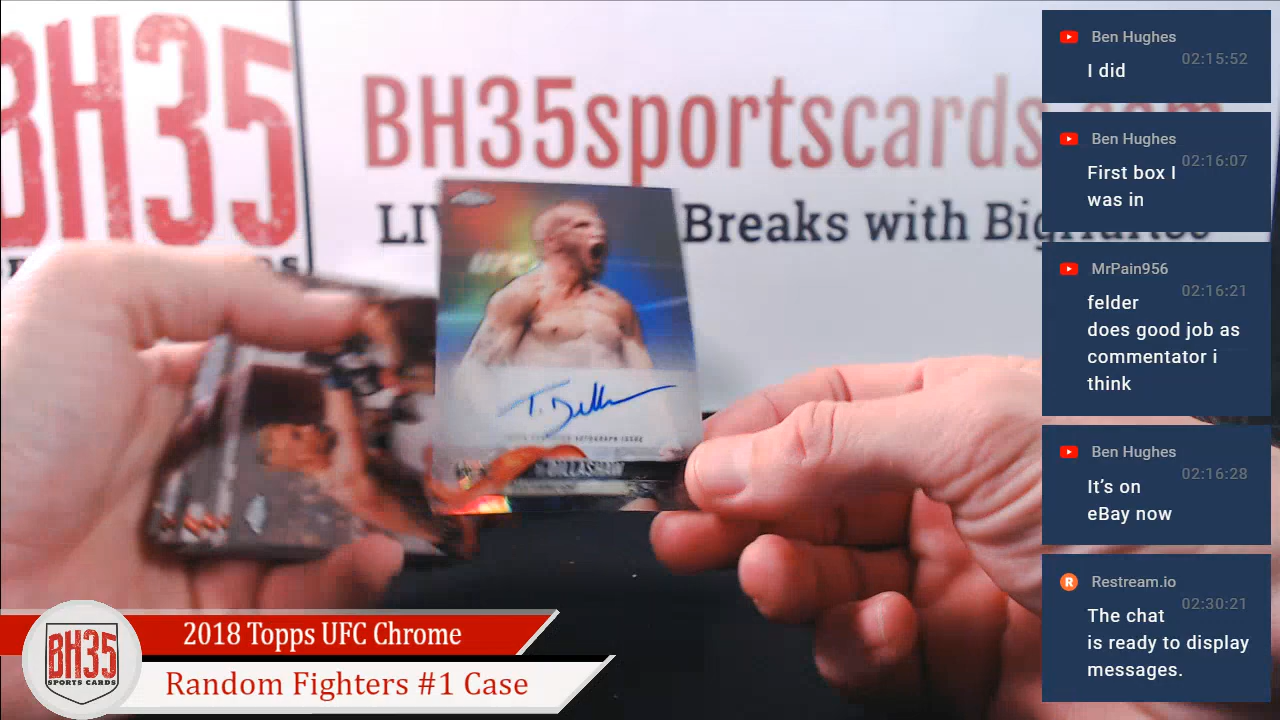 BH35
BH35sportscards.com
Breaks with
UFC
T. Dillashaw
DILLASHAW
BH35
SPORTS CARDS
2018 Topps UFC Chrome
Random Fighters #1 Case
Ben Hughes
02:15:52
I did
Ben Hughes
02:16:07
First box I
was in
MrPain956
02:16:21
felder
does good job as
commentator i
think
Ben Hughes
02:16:28
It’s on
eBay now
R Restream.io
02:30:21
The chat
is ready to display
messages.